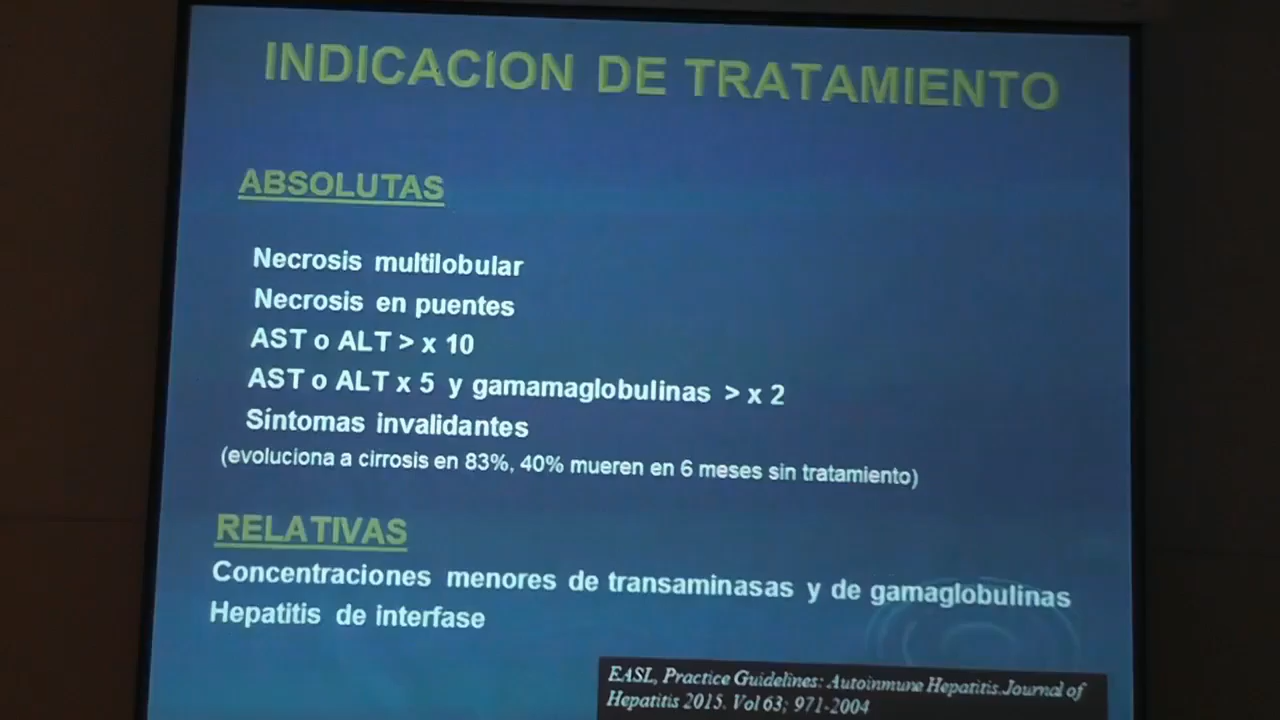 INDICACION DE TRATAMIENTO
ABSOLUTAS
Necrosis multilobular
Necrosis en puentes
AST o ALT > x 10
AST o ALT x 5 y gamamaglobulinas > x 2
Síntomas invalidantes
(evoluciona a cirrosis en 83%, 40% mueren en 6 meses sin tratamiento)
RELATIVAS
Concentraciones menores de transaminasas y de gamaglobulinas
Hepatitis de interfase
EASL, Practice Guidelines: Autoinmune Hepatitis.Journal of
Hepatitis 2015. Vol 63; 971-2004